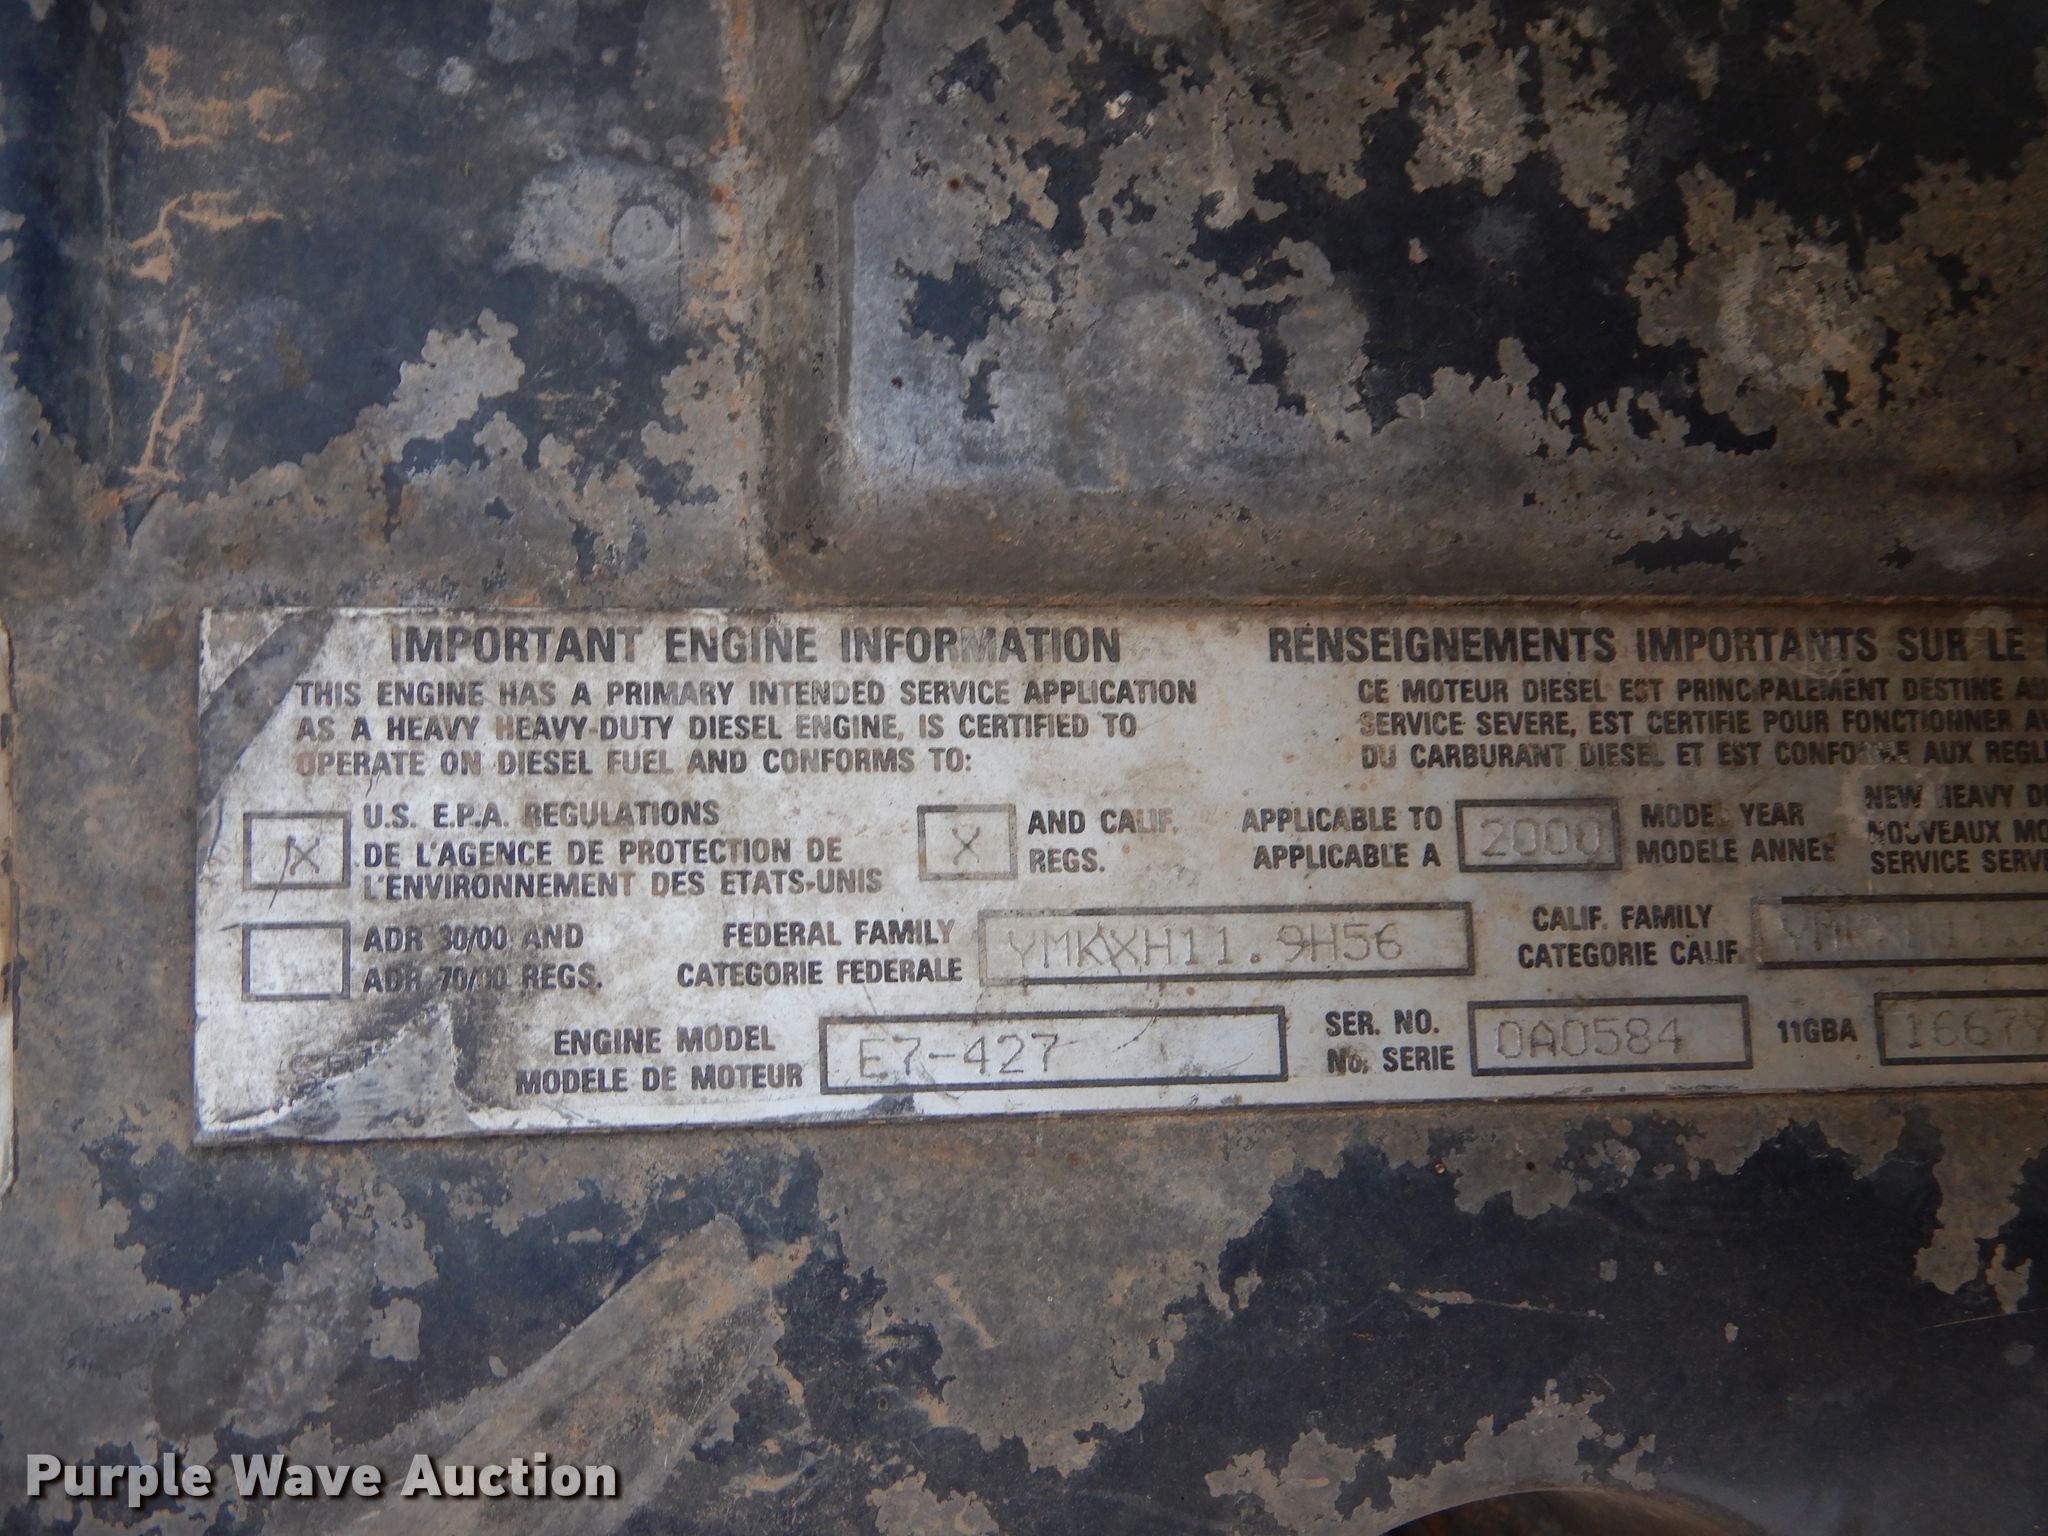 IMPORTANT ENGINE INFORMATION
THIS ENGINE HAS A PRIMARY INTENDED SERVICE APPLICATION
AS A HEAVY HEAVY-DUTY DIESEL ENGINE, IS CERTIFIED TO
OPERATE ON DIESEL FUEL AND CONFORMS TO:
RENSEIGNEMENTS IMPORTANTS SUR LE
CE MOTEUR DIESEL EST PRINCIPALEMENT DESTINE
SERVICE SEVERE, EST CERTIFIE POUR FONCTIONNER
DU CARBURANT DIESEL ET EST CONFORME AUX
X U.S. E.P.A. REGULATIONS
DE L'AGENCE DE PROTECTION DE
L'ENVIRONNEMENT DES ETATS-UNIS
X AND CALIF.
REGS.
APPLICABLE TO
APPLICABLE A
2000
MODEL YEAR
MODELE ANNEE
NEW HEAVY
NOUVEAUX
SERVICE
ADR 30/00 AND
ADR 70/00 REGS.
FEDERAL FAMILY
CATEGORIE FEDERALE
YMKXH11.9H56
CALIF. FAMILY
CATEGORIE CALIF.
ENGINE MODEL
MODELE DE MOTEUR
E7-427
SER. NO.
No. SERIE
0A0584
11GBA
Purple Wave Auction